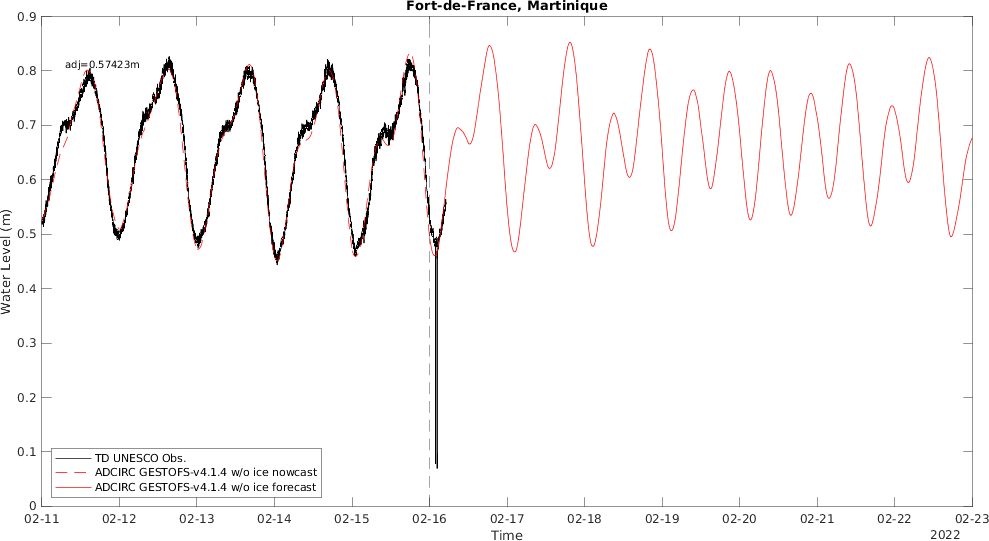 Fort-de-France, Martinique
0.9
0.8
0.7
0.6
0.5
0.4
0.3
0.2
0.1
0
Water Level (m)
adj=0.57423m
TD UNESCO Obs.
ADCIRC GESTOFS-v4.1.4 w/o ice nowcast
ADCIRC GESTOFS-v4.1.4 w/o ice forecast
02-11 02-12 02-13 02-14 02-15 02-16 02-17 02-18 02-19 02-20 02-21 02-22 02-23
Time
2022